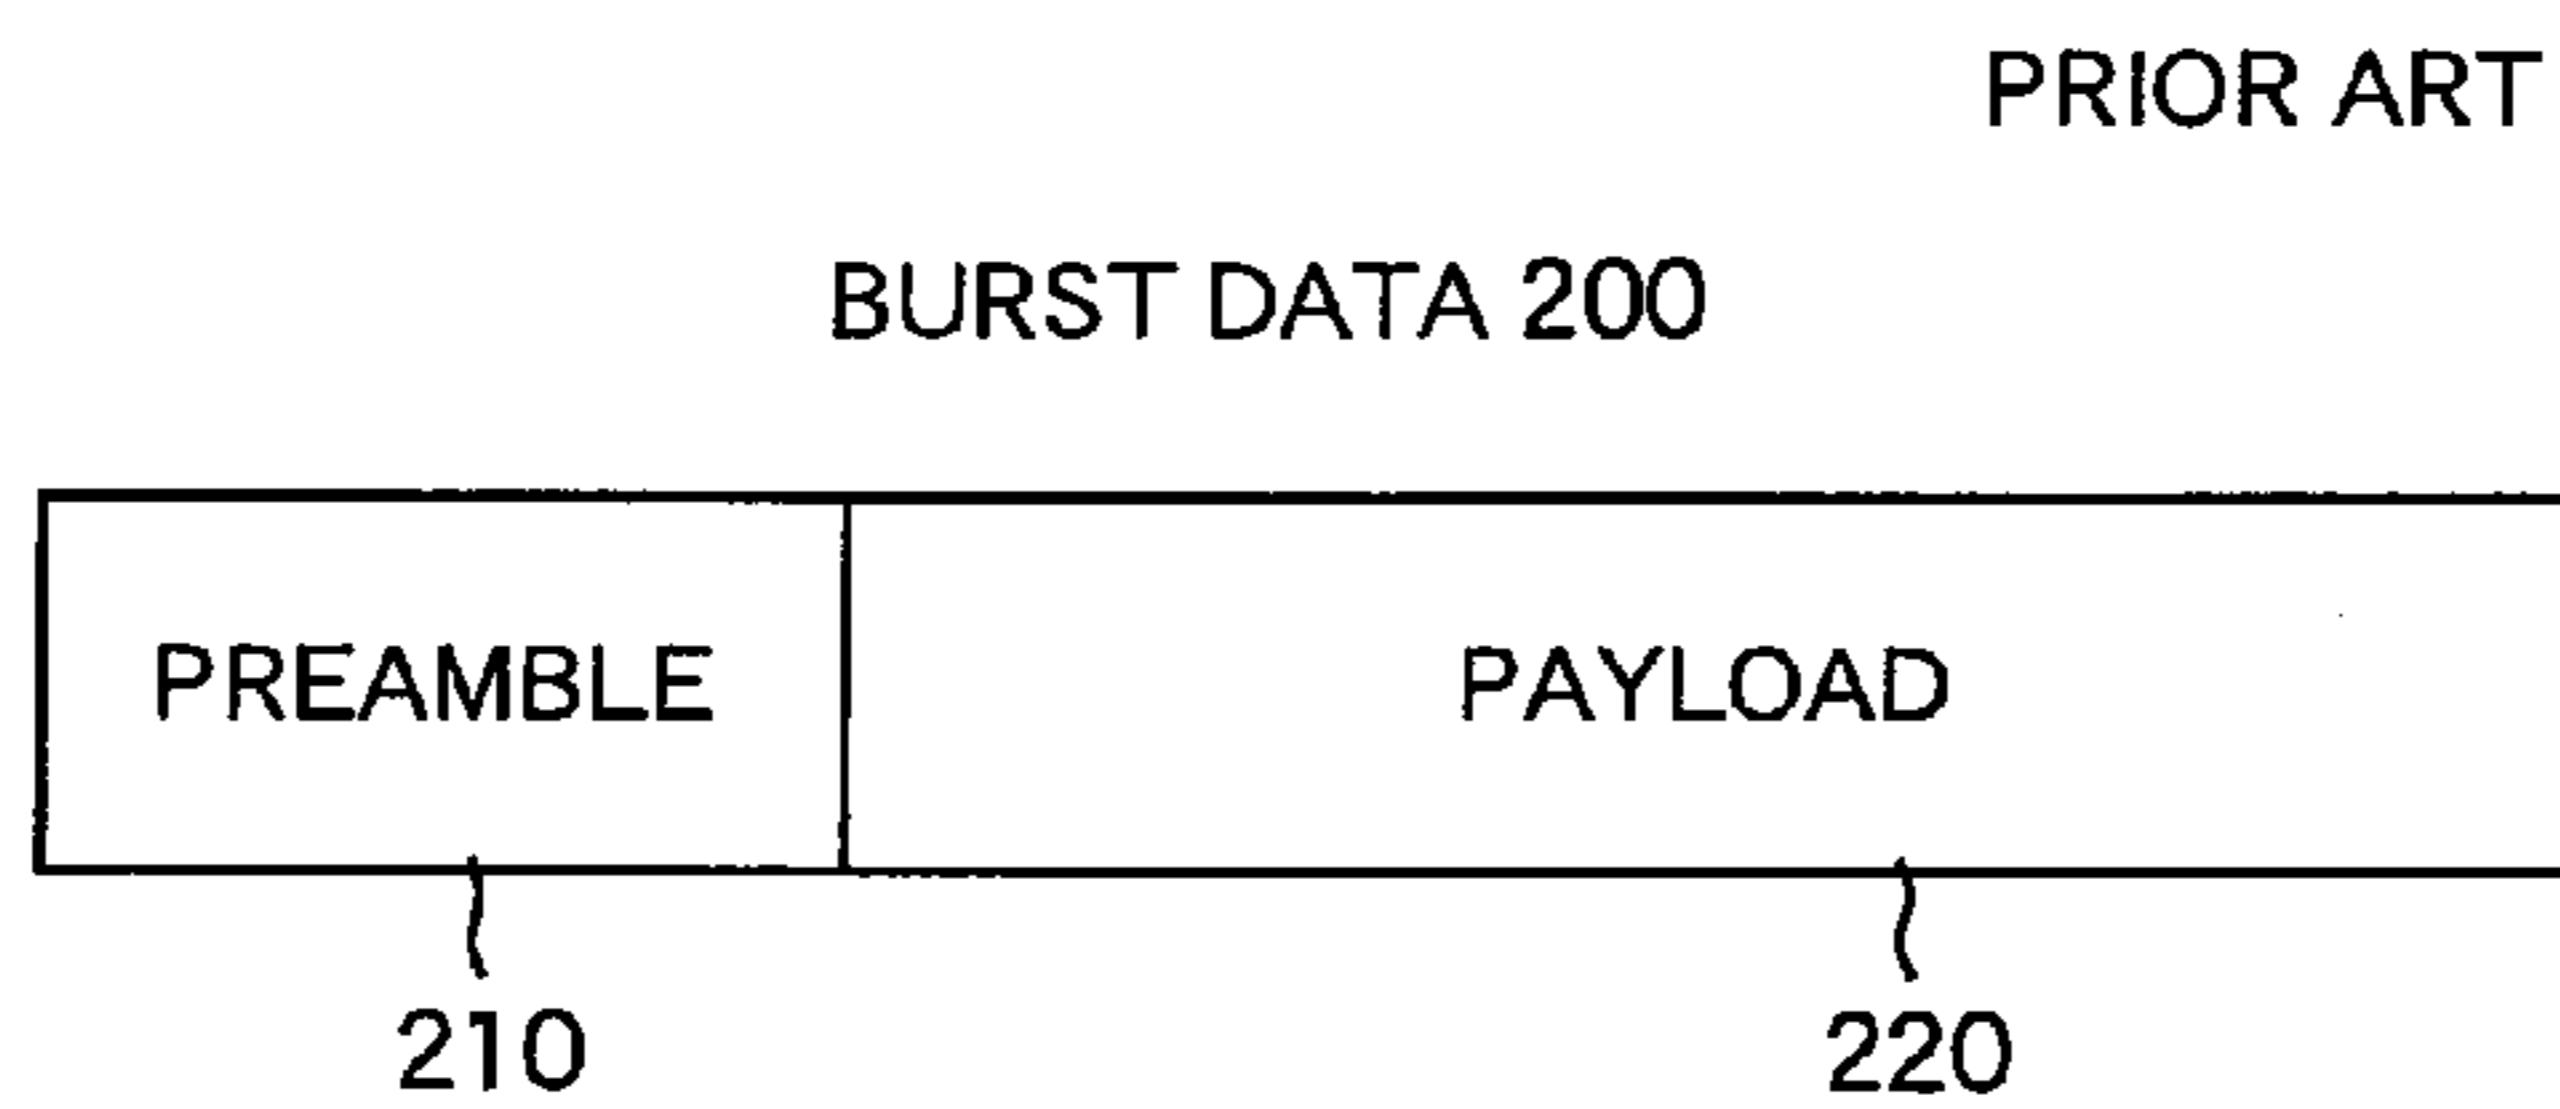 PRIOR ART
BURST DATA 200
PREAMBLE
PAYLOAD
210
220